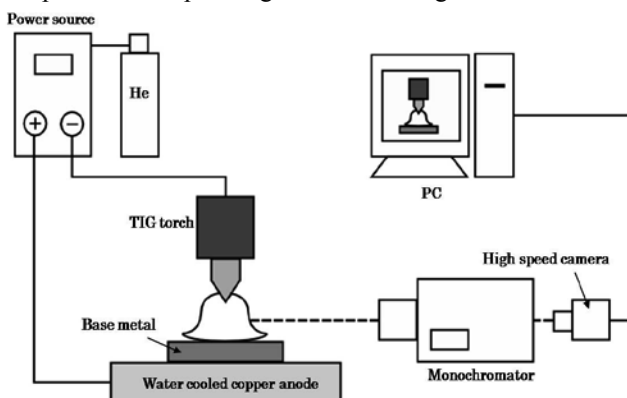 Power source
He
+ −
PC
TIG torch
High speed camera
Base metal
Monochromator
Water cooled copper anode